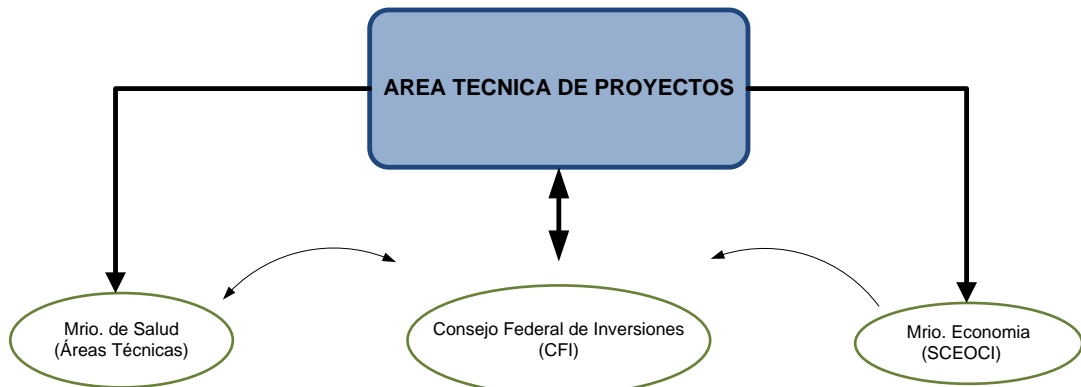 AREA TECNICA DE PROYECTOS
Mrio. de Salud
(Áreas Técnicas)
Consejo Federal de Inversiones
(CFI)
Mrio. Economia
(SCEOCI)